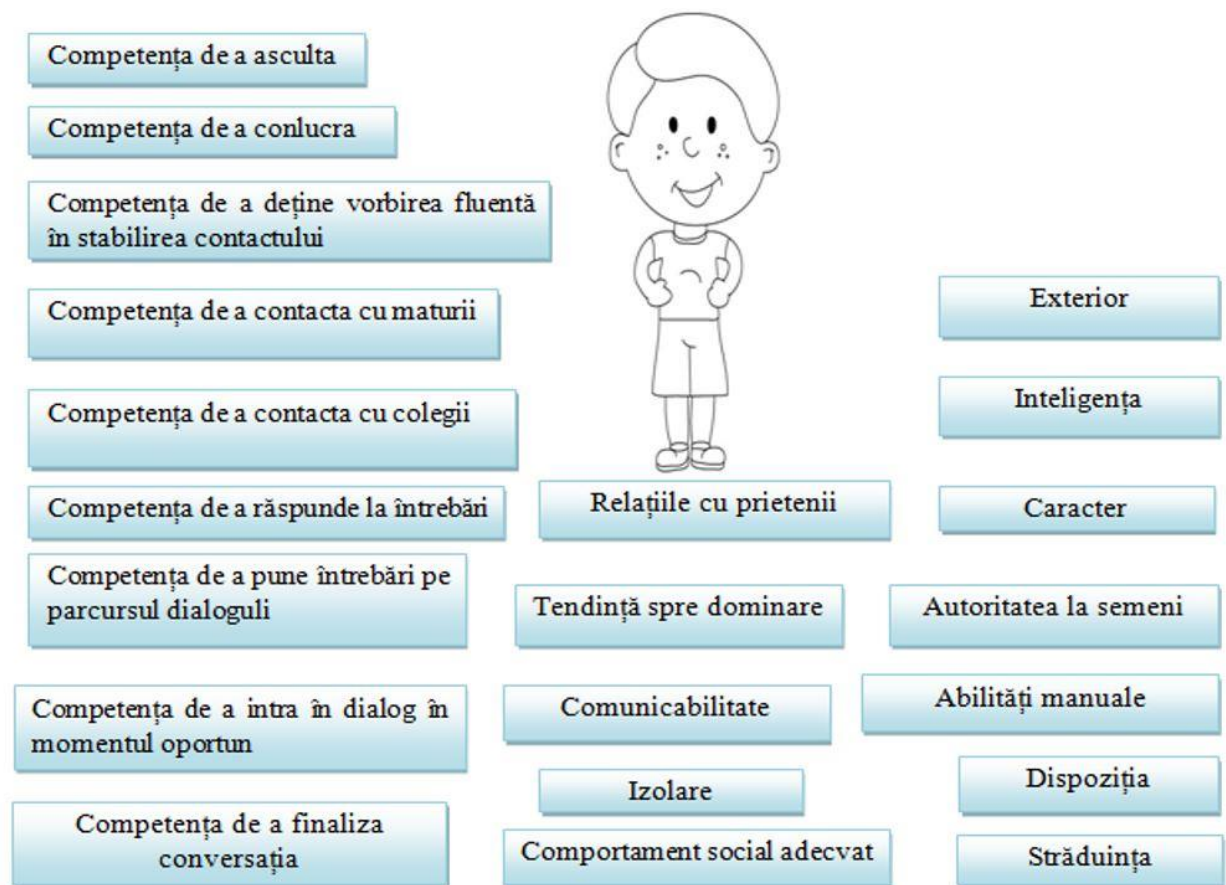 Competența de a asculta
Competența de a conlucra
Competența de a deține vorbirea fluentă
în stabilirea contactului
Competența de a contacta cu maturii
Competența de a contacta cu colegii
Competența de a răspunde la întrebări
Competența de a pune întrebări pe
parcursul dialoguli
Competența de a intra în dialog în
momentul oportun
Competența de a finaliza
conversația
Relațiile cu prietenii
Tendință spre dominare
Comunicabilitate
Izolare
Comportament social adecvat
Exterior
Inteligența
Caracter
Autoritatea la semeni
Abilități manuale
Dispoziția
Străduința